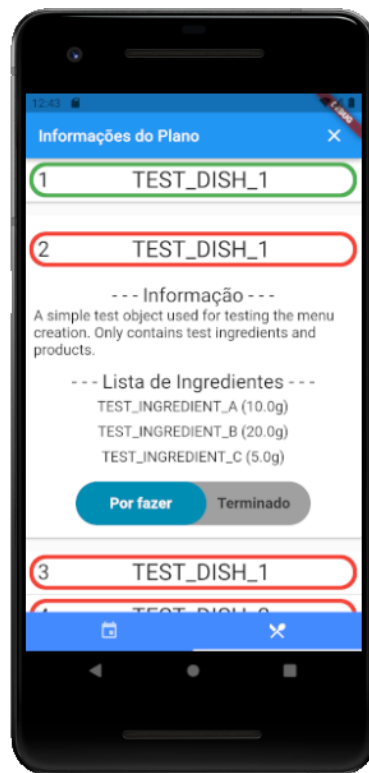 12:43
DEBUG
Informações do Plano
1 TEST_DISH_1
2 TEST_DISH_1
- - - Informação - - -
A simple test object used for testing the menu
creation. Only contains test ingredients and
products.
- - - Lista de Ingredientes - - -
TEST_INGREDIENT_A (10.0g)
TEST_INGREDIENT_B (20.0g)
TEST_INGREDIENT_C (5.0g)
Por fazer Terminado
3 TEST_DISH_1